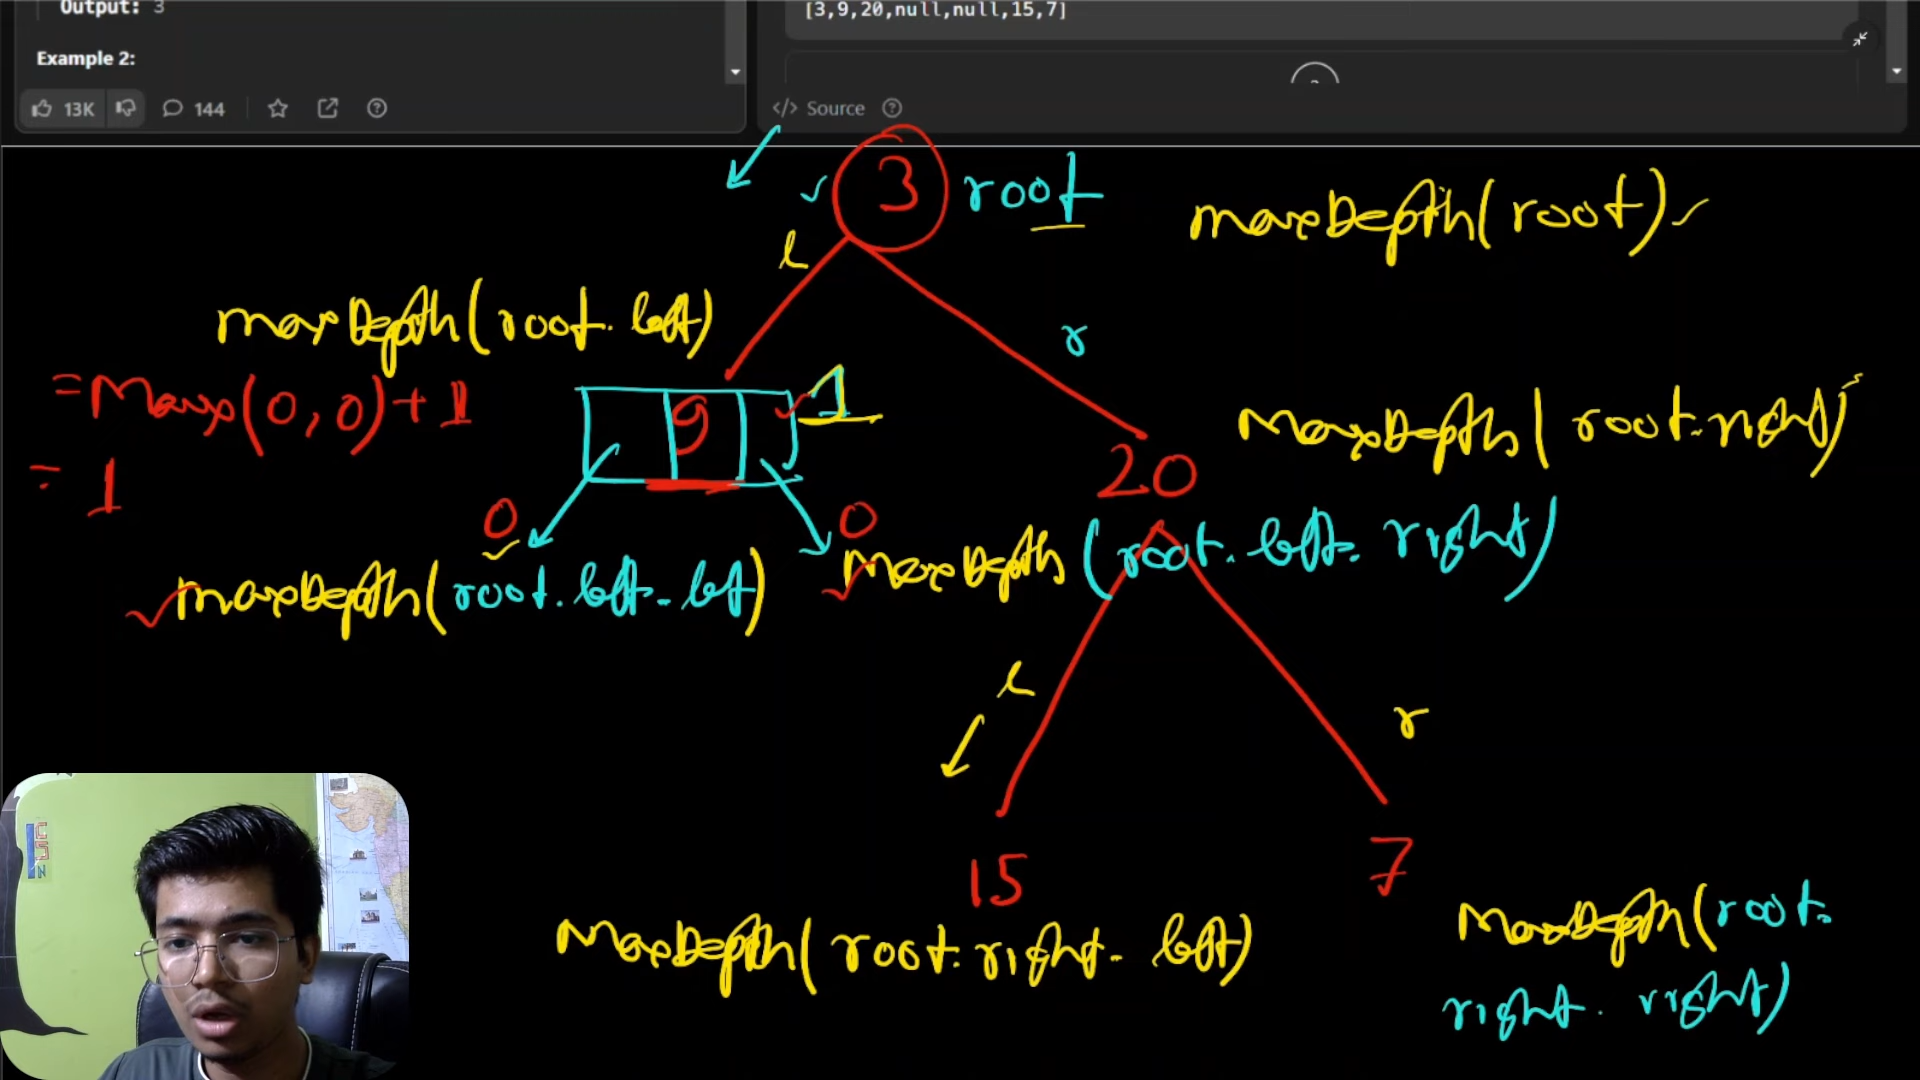 Output: 3
[3,9,20,null,null,15,7]
Example 2:
13K 144
</> Source
3 root
maxDepth(root)
l
maxDepth(root.left)
r
= Max(0,0)+1
9 1
maxDepth(root.right)
20
= 1
0 0
maxDepth(root.left.left)
maxDepth(root.left.right)
l
r
15 7
maxDepth(root.right.left)
maxDepth(root.
right.right)